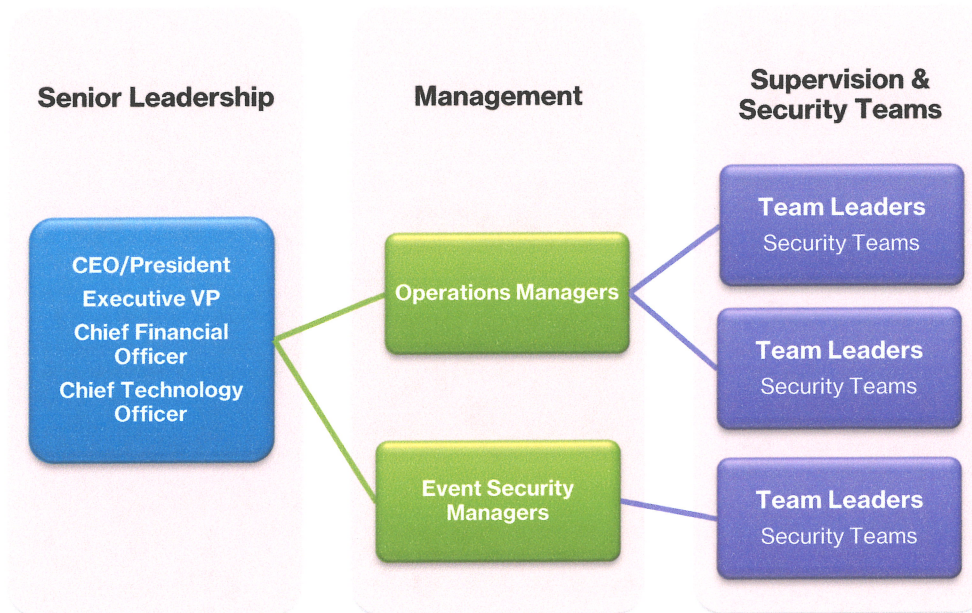 Senior Leadership
Management
Supervision &
Security Teams
CEO/President
Executive VP
Chief Financial
Officer
Chief Technology
Officer
Operations Managers
Event Security
Managers
Team Leaders
Security Teams
Team Leaders
Security Teams
Team Leaders
Security Teams